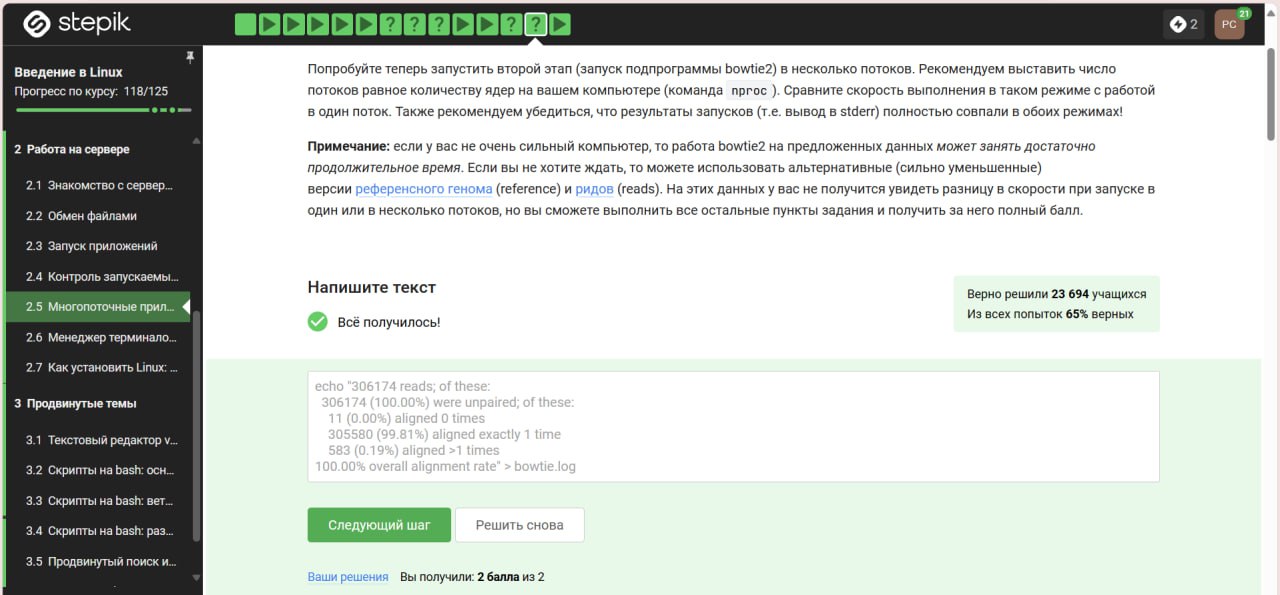 stepik
? ? ? ? ?
2
РС
21
Введение в Linux
Прогресс по курсу: 118/125
2 Работа на сервере
2.1 Знакомство с сервер...
2.2 Обмен файлами
2.3 Запуск приложений
2.4 Контроль запускаемы...
2.5 Многопоточные прил...
2.6 Менеджер терминало...
2.7 Как установить Linux: ...
3 Продвинутые темы
3.1 Текстовый редактор v...
3.2 Скрипты на bash: осн...
3.3 Скрипты на bash: вет...
3.4 Скрипты на bash: раз...
3.5 Продвинутый поиск и...
Попробуйте теперь запустить второй этап (запуск подпрограммы bowtie2) в несколько потоков. Рекомендуем выставить число
потоков равное количеству ядер на вашем компьютере (команда nproc ). Сравните скорость выполнения в таком режиме с работой
в один поток. Также рекомендуем убедиться, что результаты запусков (т.е. вывод в stderr) полностью совпали в обоих режимах!
Примечание: если у вас не очень сильный компьютер, то работа bowtie2 на предложенных данных может занять достаточно
продолжительное время. Если вы не хотите ждать, то можете использовать альтернативные (сильно уменьшенные)
версии референсного генома (reference) и ридов (reads). На этих данных у вас не получится увидеть разницу в скорости при запуске в
один или в несколько потоков, но вы сможете выполнить все остальные пункты задания и получить за него полный балл.
Напишите текст
Всё получилось!
Верно решили 23 694 учащихся
Из всех попыток 65% верных
echo "306174 reads; of these:
306174 (100.00%) were unpaired; of these:
11 (0.00%) aligned 0 times
305580 (99.81%) aligned exactly 1 time
583 (0.19%) aligned >1 times
100.00% overall alignment rate" > bowtie.log
Следующий шаг
Решить снова
Ваши решения Вы получили: 2 балла из 2